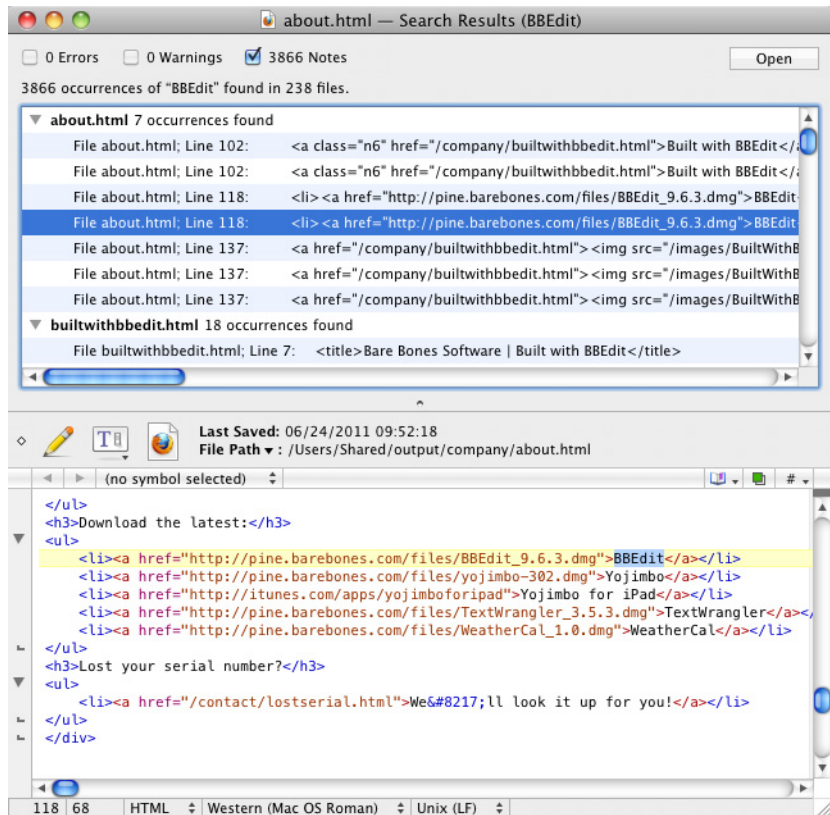 about.html — Search Results (BBEdit)
0 Errors 0 Warnings 3866 Notes Open
3866 occurrences of “BBEdit” found in 238 files.
about.html 7 occurrences found
File about.html; Line 102: <a class="n6" href="/company/builtwithbbedit.html">Built with BBEdit</a
File about.html; Line 102: <a class="n6" href="/company/builtwithbbedit.html">Built with BBEdit</a
File about.html; Line 118: <li><a href="http://pine.barebones.com/files/BBEdit_9.6.3.dmg">BBEdit
File about.html; Line 118: <li><a href="http://pine.barebones.com/files/BBEdit_9.6.3.dmg">BBEdit
File about.html; Line 137: <a href="/company/builtwithbbedit.html"><img src="/images/BuiltWithB
File about.html; Line 137: <a href="/company/builtwithbbedit.html"><img src="/images/BuiltWithB
File about.html; Line 137: <a href="/company/builtwithbbedit.html"><img src="/images/BuiltWithB
builtwithbbedit.html 18 occurrences found
File builtwithbbedit.html; Line 7: <title>Bare Bones Software | Built with BBEdit</title>
Last Saved: 06/24/2011 09:52:18
File Path ▾ : /Users/Shared/output/company/about.html
(no symbol selected) #
</ul>
<h3>Download the latest:</h3>
<ul>
<li><a href="http://pine.barebones.com/files/BBEdit_9.6.3.dmg">BBEdit</a></li>
<li><a href="http://pine.barebones.com/files/yojimbo-302.dmg">Yojimbo</a></li>
<li><a href="http://itunes.com/apps/yojimboforipad">Yojimbo for iPad</a></li>
<li><a href="http://pine.barebones.com/files/TextWrangler_3.5.3.dmg">TextWrangler</a></
<li><a href="http://pine.barebones.com/files/WeatherCal_1.0.dmg">WeatherCal</a></li>
</ul>
<h3>Lost your serial number?</h3>
<ul>
<li><a href="/contact/lostserial.html">We&#8217;ll look it up for you!</a></li>
</ul>
</div>
118 68 HTML Western (Mac OS Roman) Unix (LF)